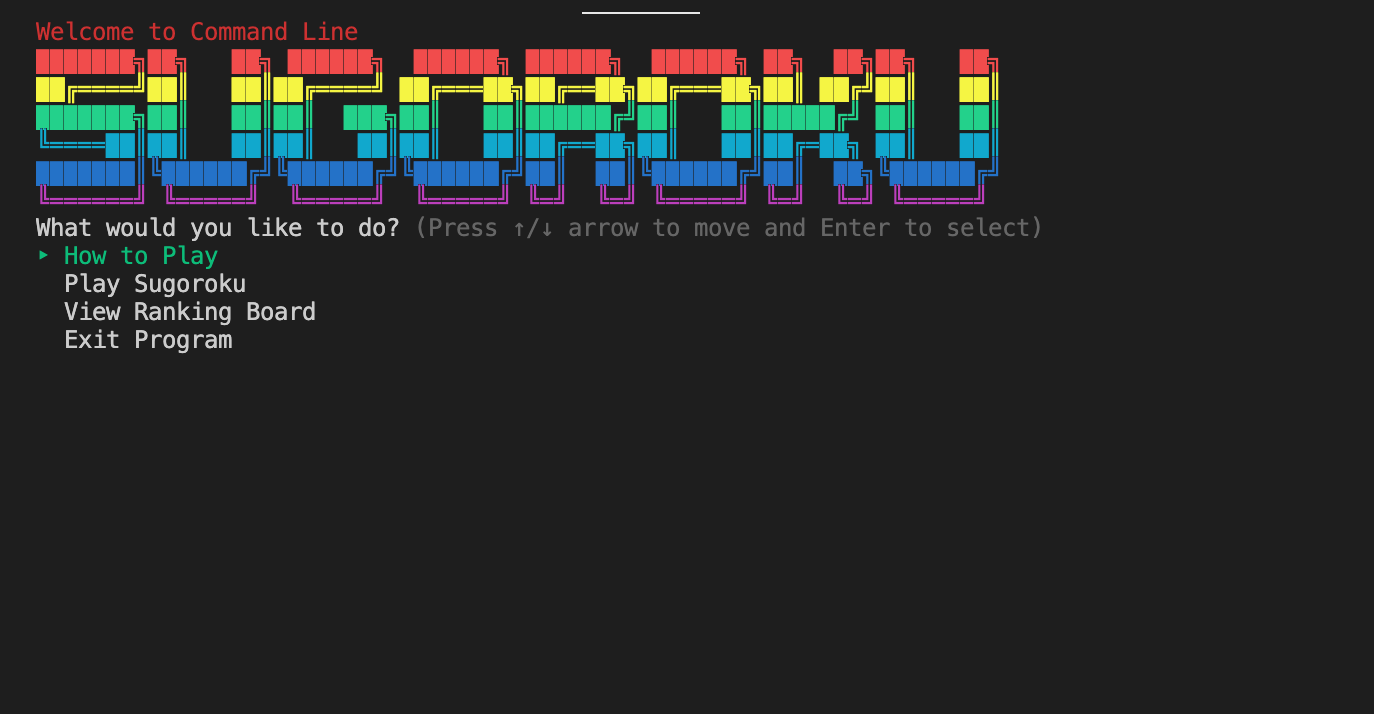 Welcome to Command Line
SUGOROKU
What would you like to do? (Press ↑/↓ arrow to move and Enter to select)
‣ How to Play
Play Sugoroku
View Ranking Board
Exit Program